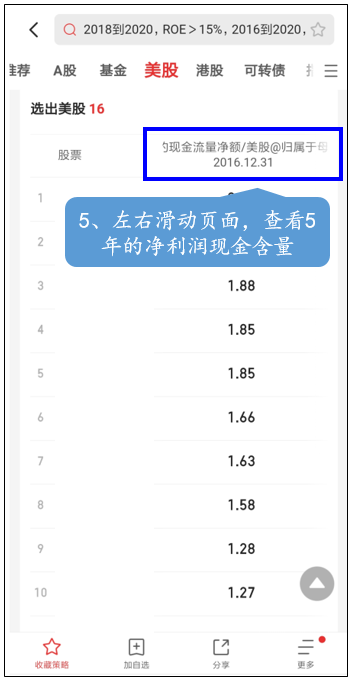 2018到2020，ROE＞15%，2016到2020，
推荐 A股 基金 美股 港股 可转债
选出美股 16
股票
的现金流量净额/美股@归属于母
2016.12.31
1
5、左右滑动页面，查看5
年的净利润现金含量
2
3 1.88
4 1.85
5 1.85
6 1.66
7 1.63
8 1.58
9 1.28
10 1.27
收藏策略 加自选 分享 更多